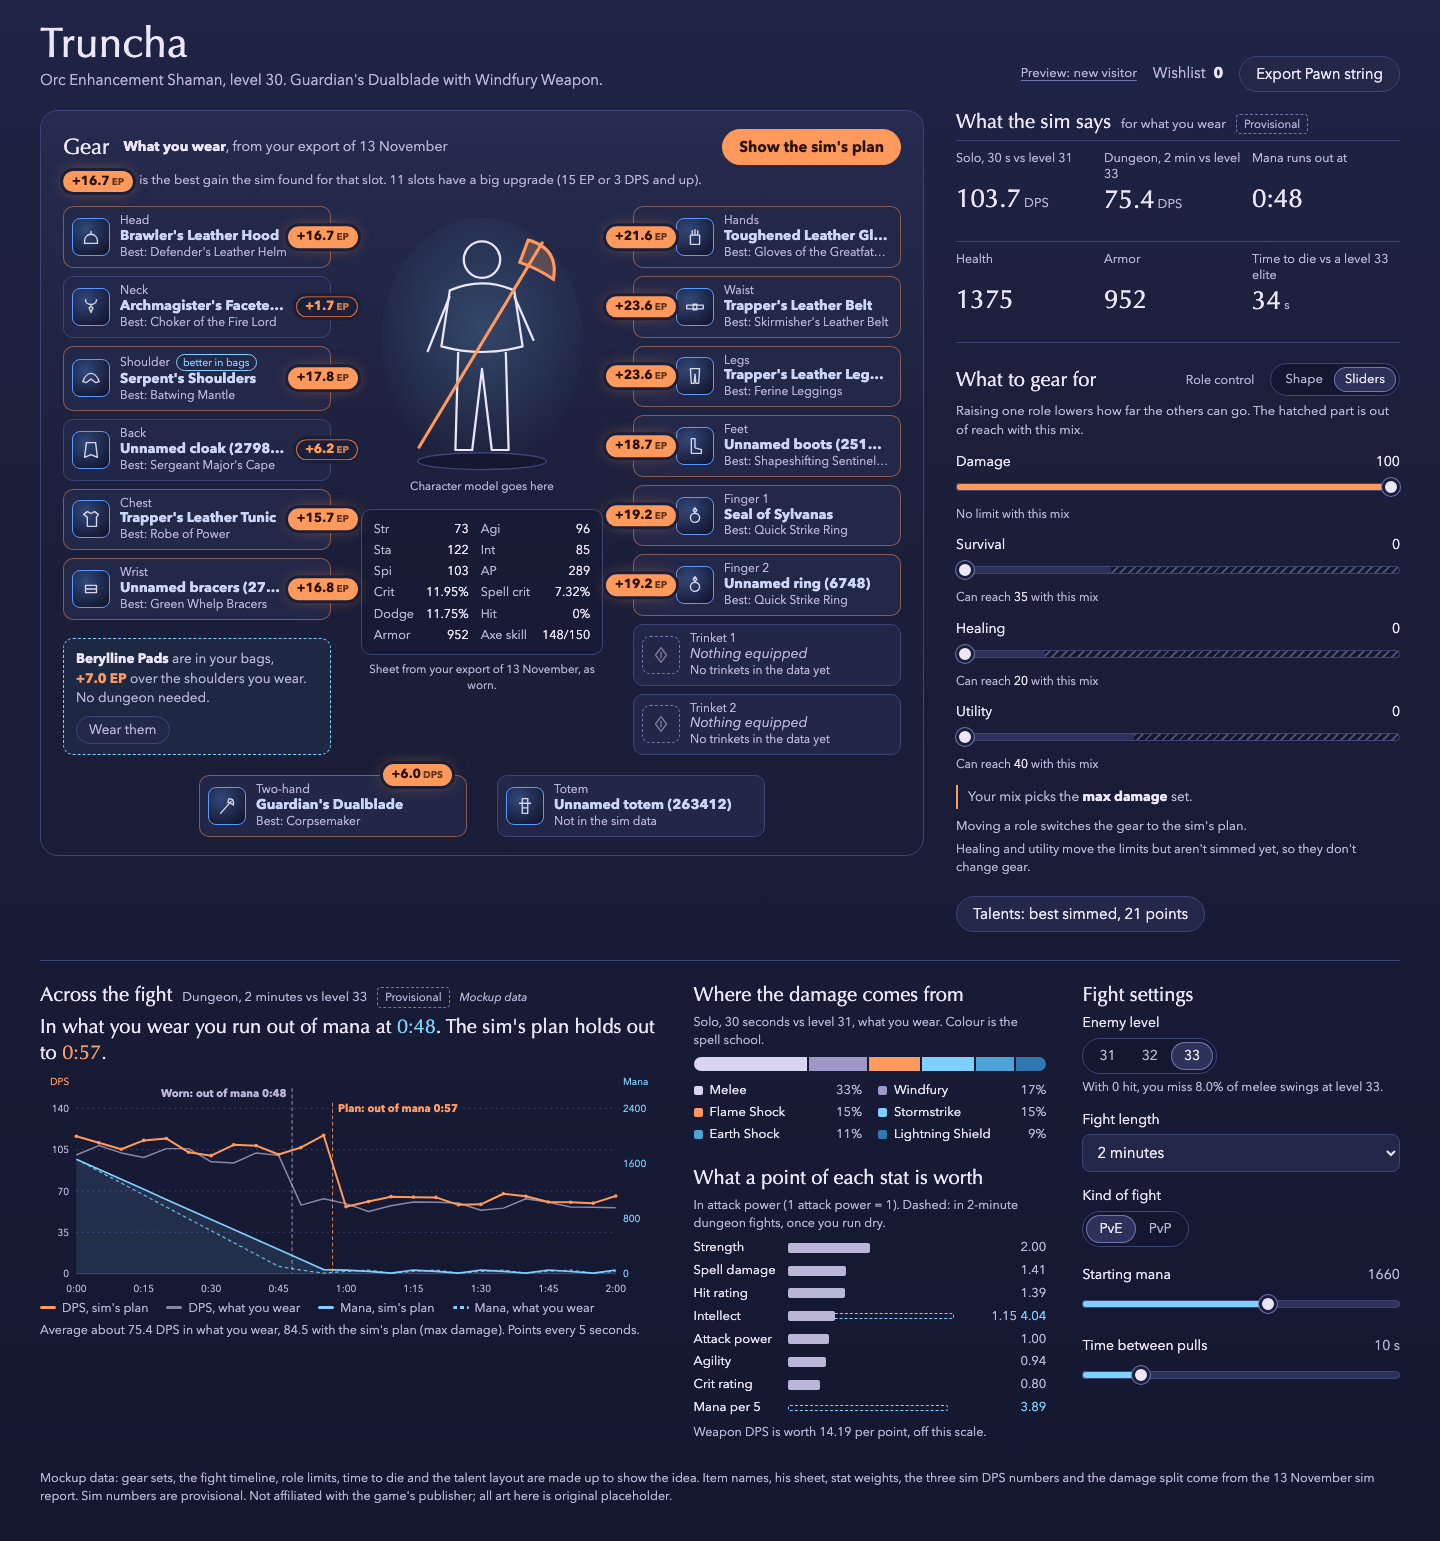 Truncha
Orc Enhancement Shaman, level 30. Guardian's Dualblade with Windfury Weapon.
Preview: new visitor
Wishlist 0
Export Pawn string
Gear
What you wear, from your export of 13 November
Show the sim's plan
+16.7 EP is the best gain the sim found for that slot. 11 slots have a big upgrade (15 EP or 3 DPS and up).
Head
Brawler's Leather Hood
Best: Defender's Leather Helm
+16.7 EP
Neck
Archmagister's Facete...
Best: Choker of the Fire Lord
+1.7 EP
Shoulder better in bags
Serpent's Shoulders
Best: Batwing Mantle
+17.8 EP
Back
Unnamed cloak (2798...
Best: Sergeant Major's Cape
+6.2 EP
Chest
Trapper's Leather Tunic
Best: Robe of Power
+15.7 EP
Wrist
Unnamed bracers (27...
Best: Green Whelp Bracers
+16.8 EP
Berylline Pads are in your bags,
+7.0 EP over the shoulders you wear.
No dungeon needed.
Wear them
Character model goes here
Str 73 Agi 96
Sta 122 Int 85
Spi 103 AP 289
Crit 11.95% Spell crit 7.32%
Dodge 11.75% Hit 0%
Armor 952 Axe skill 148/150
Sheet from your export of 13 November, as
worn.
+21.6 EP
Hands
Toughened Leather Gl...
Best: Gloves of the Greatfat...
+23.6 EP
Waist
Trapper's Leather Belt
Best: Skirmisher's Leather Belt
+23.6 EP
Legs
Trapper's Leather Leg...
Best: Ferine Leggings
+18.7 EP
Feet
Unnamed boots (251...
Best: Shapeshifting Sentinel...
+19.2 EP
Finger 1
Seal of Sylvanas
Best: Quick Strike Ring
+19.2 EP
Finger 2
Unnamed ring (6748)
Best: Quick Strike Ring
Trinket 1
Nothing equipped
No trinkets in the data yet
Trinket 2
Nothing equipped
No trinkets in the data yet
+6.0 DPS
Two-hand
Guardian's Dualblade
Best: Corpsemaker
Totem
Unnamed totem (263412)
Not in the sim data
What the sim says for what you wear Provisional
Solo, 30 s vs level 31
103.7 DPS
Dungeon, 2 min vs level
33
75.4 DPS
Mana runs out at
0:48
Health
1375
Armor
952
Time to die vs a level 33
elite
34 s
What to gear for
Role control
Shape
Sliders
Raising one role lowers how far the others can go. The hatched part is out
of reach with this mix.
Damage 100
No limit with this mix
Survival 0
Can reach 35 with this mix
Healing 0
Can reach 20 with this mix
Utility 0
Can reach 40 with this mix
Your mix picks the max damage set.
Moving a role switches the gear to the sim's plan.
Healing and utility move the limits but aren't simmed yet, so they don't
change gear.
Talents: best simmed, 21 points
Across the fight Dungeon, 2 minutes vs level 33 Provisional Mockup data
In what you wear you run out of mana at 0:48. The sim's plan holds out
to 0:57.
DPS
Mana
Worn: out of mana 0:48
Plan: out of mana 0:57
140
105
70
35
0
2400
1600
800
0
0:00 0:15 0:30 0:45 1:00 1:15 1:30 1:45 2:00
DPS, sim's plan
DPS, what you wear
Mana, sim's plan
Mana, what you wear
Average about 75.4 DPS in what you wear, 84.5 with the sim's plan (max damage). Points every 5 seconds.
Where the damage comes from
Solo, 30 seconds vs level 31, what you wear. Colour is the
spell school.
Melee 33% Windfury 17%
Flame Shock 15% Stormstrike 15%
Earth Shock 11% Lightning Shield 9%
What a point of each stat is worth
In attack power (1 attack power = 1). Dashed: in 2-minute
dungeon fights, once you run dry.
Strength 2.00
Spell damage 1.41
Hit rating 1.39
Intellect 1.15 4.04
Attack power 1.00
Agility 0.94
Crit rating 0.80
Mana per 5 3.89
Weapon DPS is worth 14.19 per point, off this scale.
Fight settings
Enemy level
31 32 33
With 0 hit, you miss 8.0% of melee swings at level 33.
Fight length
2 minutes
Kind of fight
PvE PvP
Starting mana 1660
Time between pulls 10 s
Mockup data: gear sets, the fight timeline, role limits, time to die and the talent layout are made up to show the idea. Item names, his sheet, stat weights, the three sim DPS numbers and the damage split come from the 13 November sim
report. Sim numbers are provisional. Not affiliated with the game's publisher; all art here is original placeholder.